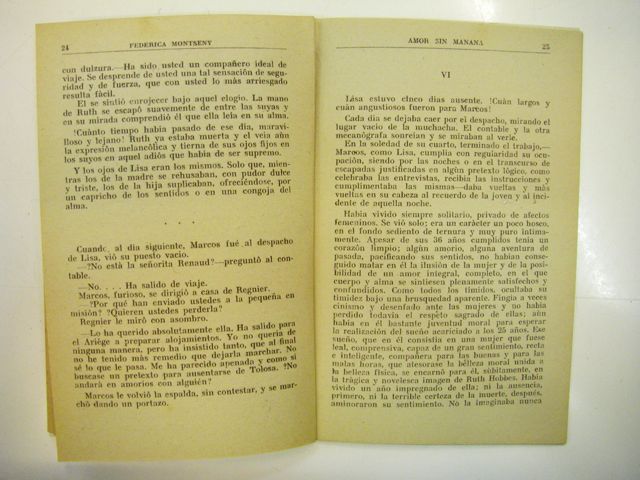 24
FEDERICA MONTSENY
con dulzura.—Ha sido usted un compañero ideal de
viaje. Se desprende de usted una tal sensación de segu-
ridad y de fuerza, que con usted lo más arriesgado
resulta fàcil.
El se sintió enrojecer bajo aquel elogio. La mano
de Ruth se escapó suavemente de entre las suyas y
en su mirada comprendió él que ella leía en su alma.
!Cuánto tiempo había pasado de ese día, maravi-
lloso y lejano! Ruth ya estaba muerta y el veía aún
la expresión melancólica y tierna de sus ojos fijos en
los suyos en aquel adiós que había de ser supremo.
Y los ojos de Lisa eran los mismos. Solo que, mien-
tras los de la madre se rehusaban, con pudor dulce
y triste, los de la hija suplicaban, ofreciéndose, por
un capricho de los sentidos o en una congoja del
alma.
. . .
Cuando, al día siguiente, Marcos fué al despacho
de Lisa, vió su puesto vacio.
—?No está la señorita Renaud?—preguntó al con-
table.
—No. . . . Ha salido de viaje.
Marcos, furioso, se dirigió a casa de Regnier.
—?Por qué han enviado ustedes a la pequeña en
misión? ?Quieren ustedes perderla?
Regnier le miró con asombro.
—Lo ha querido absolutamente ella. Ha salido para
el Ariège a preparar alojamientos. Yo no quería de
ninguna manera, pero ha insistido tanto, que al final
no he tenido más remedio que dejarla marchar. No
sé lo que le pasa. Me ha parecido apenada y como si
buscase un pretexto para ausentarse de Tolosa. ?No
andará en amorios con alguién?
Marcos le volvió la espalda, sin contestar, y se mar-
chó dando un portazo.
AMOR SIN MAÑANA
25
VI
Lisa estuvo cinco dias ausente. !Cuán largos y
cuán angustiosos fueron para Marcos!
Cada día se dejaba caer por el despacho, mirando el
lugar vacio de la muchacha. El contable y la otra
mecanógrafa sonreían y se miraban al verle.
En la soledad de su cuarto, terminado el trabajo,—
Marcos, como Lisa, cumplia con regularidad su ocu-
pación, siendo por las noches o en el transcurso de
escapadas justificadas en algún pretexto lógico, como
celebraba las entrevistas, recibía las instrucciones y
cumplimentaba las mismas—daba vueltas y más
vueltas en su cabeza al recuerdo de la joven y al inci-
dente de aquella noche.
Había vivido siempre solitario, privado de afectos
femeninos. Se vió solo; era un carácter un poco hosco,
en el fondo sediento de ternura y muy puro intima-
mente. Apesar de sus 36 años cumplidos tenia un
corazón limpio; algún amorio, alguna aventura de
pasada, pacificando sus sentidos, no habían conse-
guido matar en él la ilusión de la mujer y de la posi-
bilidad de un amor integral, completo, en el que
cuerpo y alma se sintiesen plenamente satisfechos y
confundidos. Como todos los tímidos, ocultaba su
timidez bajo una brusquedad aparente. Fingía a veces
cinismo y desenfado ante las mujeres y no habia
perdido todavía el respeto sagrado de ellas; aún
había en él bastante juventud moral para esperar
la realización del sueño acariciado a los 25 años. Ese
sueño, que en él consistia en una mujer que fuese
leal, comprensiva, capaz de un gran sentimiento, recta
e inteligente, compañera para las buenas y para las
malas horas, que atesorase la belleza moral unida a
la belleza física, se encarnó para él, súbitamente, en
la trágica y novelesca imagen de Ruth Hobbes. Habia
vivido un año impregnado de ella; ni la ausencia,
primero, ni la terrible certeza de la muerte, después,
aminoraron su sentimiento. No la imaginaba nunca